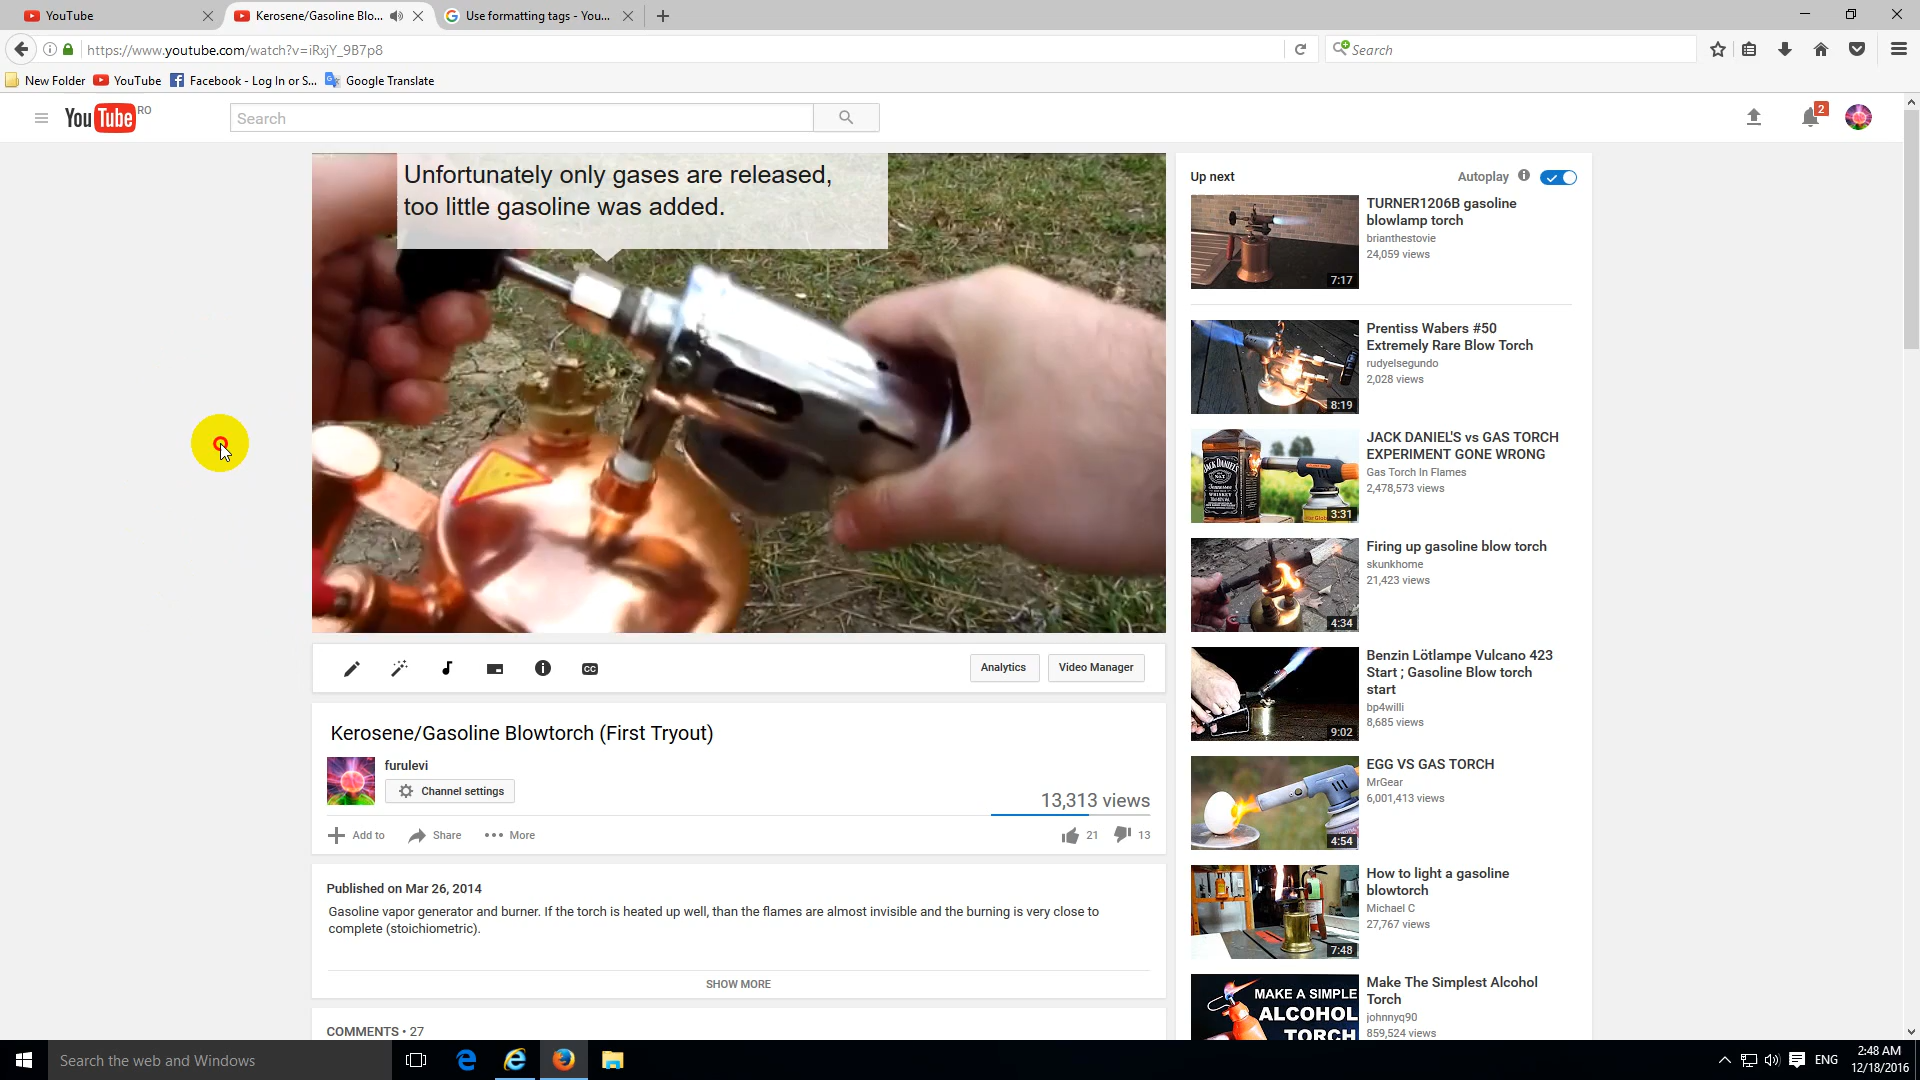 YouTube
Kerosene/Gasoline Blo...
Use formatting tags - You...
https://www.youtube.com/watch?v=iRxjY_9B7p8
Search
New Folder
YouTube
Facebook - Log In or S...
Google Translate
YouTube RO
Search
2
Unfortunately only gases are released,
too little gasoline was added.
CC
Analytics
Video Manager
Kerosene/Gasoline Blowtorch (First Tryout)
furulevi
Channel settings
13,313 views
Add to
Share
More
21
13
Published on Mar 26, 2014
Gasoline vapor generator and burner. If the torch is heated up well, than the flames are almost invisible and the burning is very close to
complete (stoichiometric).
SHOW MORE
COMMENTS • 27
Up next
Autoplay
TURNER1206B gasoline
blowlamp torch
brianthestovie
24,059 views
7:17
Prentiss Wabers #50
Extremely Rare Blow Torch
rudyelsegundo
2,028 views
8:19
JACK DANIEL'S vs GAS TORCH
EXPERIMENT GONE WRONG
Gas Torch In Flames
2,478,573 views
3:31
Firing up gasoline blow torch
skunkhome
21,423 views
4:34
Benzin Lötlampe Vulcano 423
Start ; Gasoline Blow torch
start
bp4willi
8,685 views
9:02
EGG VS GAS TORCH
MrGear
6,001,413 views
4:54
How to light a gasoline
blowtorch
Michael C
27,767 views
7:48
MAKE A SIMPLE
ALCOHOL
TORCH
Make The Simplest Alcohol
Torch
johnnyq90
859,524 views
Search the web and Windows
ENG
2:48 AM
12/18/2016